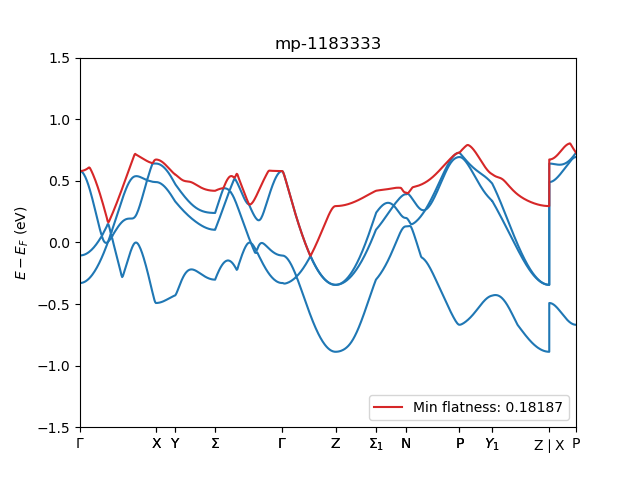 mp-1183333
E − E_F (eV)
1.5
1.0
0.5
0.0
−0.5
−1.0
−1.5
Min flatness: 0.18187
Γ X Y Σ Γ Z Σ₁ N P Y₁ Z | X P